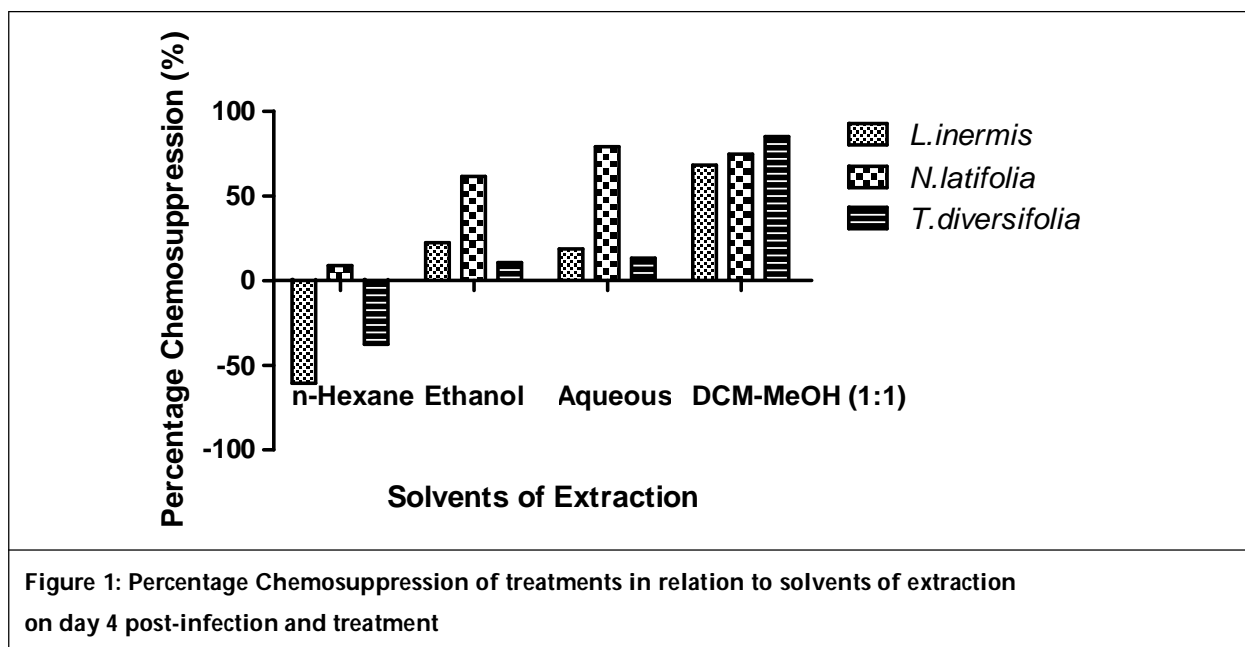 Percentage Chemosuppression (%)
100
50
0
-50
-100
n-Hexane Ethanol Aqueous DCM-MeOH (1:1)
Solvents of Extraction
L.inermis
N.latifolia
T.diversifolia
Figure 1: Percentage Chemosuppression of treatments in relation to solvents of extraction
on day 4 post-infection and treatment